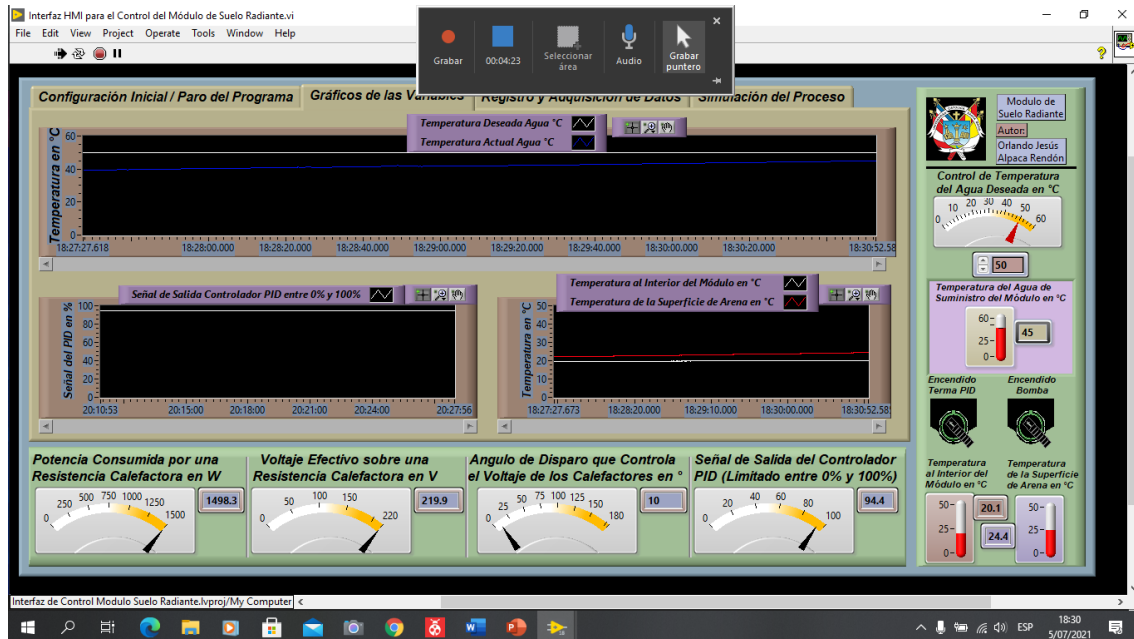 Interfaz HMI para el Control del Módulo de Suelo Radiante.vi
File Edit View Project Operate Tools Window Help
Grabar
00:04:23
Seleccionar
área
Audio
Grabar
puntero
Configuración Inicial / Paro del Programa
Gráficos de las Variables
Registro y Adquisición de Datos
Simulación del Proceso
Temperatura Deseada Agua °C
Temperatura Actual Agua °C
Temperatura en °C
60
40
20
0
18:27:27.618 18:28:00.000 18:28:20.000 18:28:40.000 18:29:00.000 18:29:20.000 18:29:40.000 18:30:00.000 18:30:20.000 18:30:52.58
Señal de Salida Controlador PID entre 0% y 100%
Señal del PID en %
100
80
60
40
20
0
20:10:53 20:15:00 20:18:00 20:21:00 20:24:00 20:27:56
Temperatura al Interior del Módulo en °C
Temperatura de la Superficie de Arena en °C
Temperatura en °C
50
40
30
20
10
0
18:27:27.673 18:28:20.000 18:29:10.000 18:30:00.000 18:30:52.58
Potencia Consumida por una
Resistencia Calefactora en W
0 250 500 750 1000 1250 1500
1498.3
Voltaje Efectivo sobre una
Resistencia Calefactora en V
0 50 100 150 220
219.9
Angulo de Disparo que Controla
el Voltaje de los Calefactores en °
0 25 50 75 100 125 150 180
10
Señal de Salida del Controlador
PID (Limitado entre 0% y 100%)
0 20 40 60 80 100
94.4
Modulo de
Suelo Radiante
Autor:
Orlando Jesús
Alpaca Rendón
Control de Temperatura
del Agua Deseada en °C
0 10 20 30 40 50 60
50
Temperatura del Agua de
Suministro del Módulo en °C
60
25
0
45
Encendido
Terma PID
Encendido
Bomba
Temperatura
al Interior del
Módulo en °C
Temperatura
de la Superficie
de Arena en °C
50
25
0
20.1
24.4
50
25
0
Interfaz de Control Modulo Suelo Radiante.lvproj/My Computer
ESP
18:30
5/07/2021